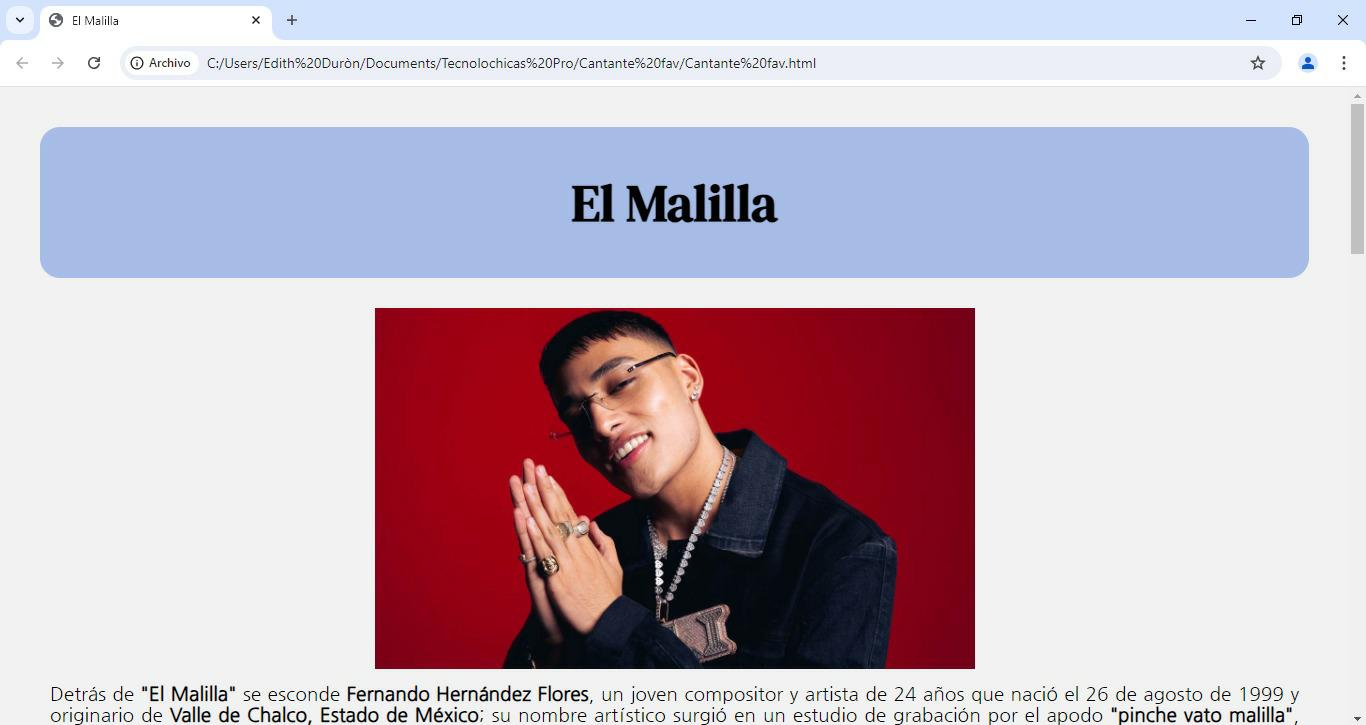 El Malilla
Archivo
C:/Users/Edith%20Duròn/Documents/Tecnolochicas%20Pro/Cantante%20fav/Cantante%20fav.html
El Malilla
Detrás de "El Malilla" se esconde Fernando Hernández Flores, un joven compositor y artista de 24 años que nació el 26 de agosto de 1999 y
originario de Valle de Chalco, Estado de México; su nombre artístico surgió en un estudio de grabación por el apodo "pinche vato malilla",